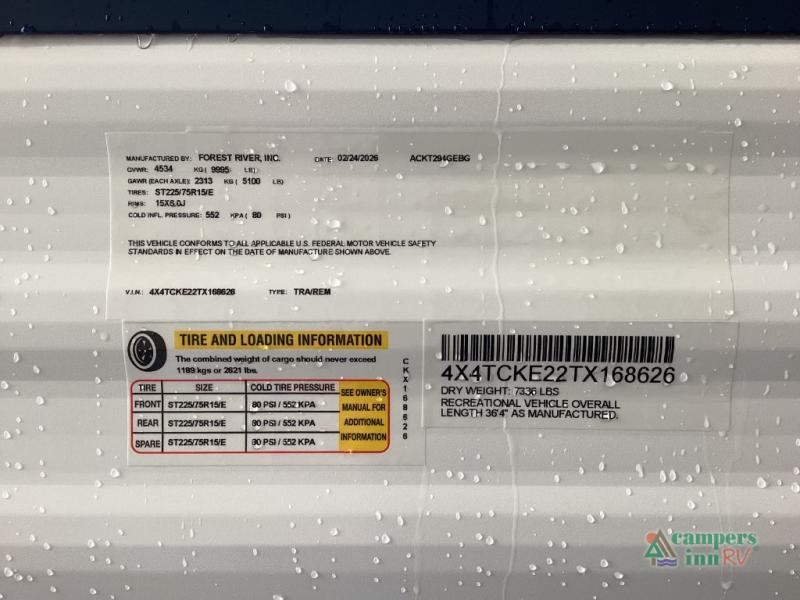 MANUFACTURED BY: FOREST RIVER, INC. DATE: 02/24/2026 ACKT294GEBG
GVWR: 4534 KG ( 9995 LB)
GAWR (EACH AXLE): 2313 KG ( 5100 LB)
TIRES: ST225/75R15/E
RIMS: 15X6.0J
COLD INFL. PRESSURE: 552 KPA ( 80 PSI )
THIS VEHICLE CONFORMS TO ALL APPLICABLE U.S. FEDERAL MOTOR VEHICLE SAFETY
STANDARDS IN EFFECT ON THE DATE OF MANUFACTURE SHOWN ABOVE.
V.I.N.: 4X4TCKE22TX168626 TYPE: TRA/REM
TIRE AND LOADING INFORMATION
The combined weight of cargo should never exceed
1189 kgs or 2621 lbs.
TIRE SIZE COLD TIRE PRESSURE SEE OWNER'S
FRONT ST225/75R15/E 80 PSI / 552 KPA MANUAL FOR
REAR ST225/75R15/E 80 PSI / 552 KPA ADDITIONAL
SPARE ST225/75R15/E 80 PSI / 552 KPA INFORMATION
CKX168626
4X4TCKE22TX168626
DRY WEIGHT: 7336 LBS
RECREATIONAL VEHICLE OVERALL
LENGTH 36'4" AS MANUFACTURED.
campers
inn RV